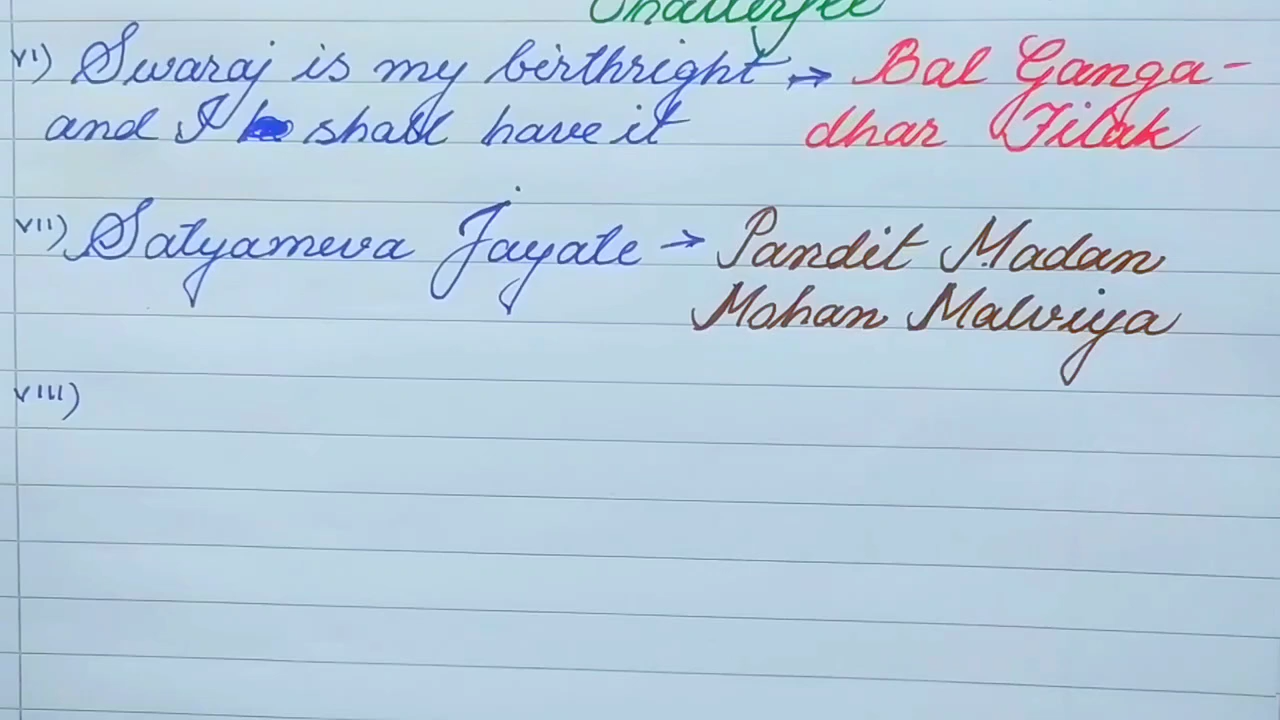 Chatterjee
VI) Swaraj is my birthright → Bal Ganga-
and I shall have it dhar Tilak
VII) Satyameva Jayate → Pandit Madan
Mohan Malviya
VIII)